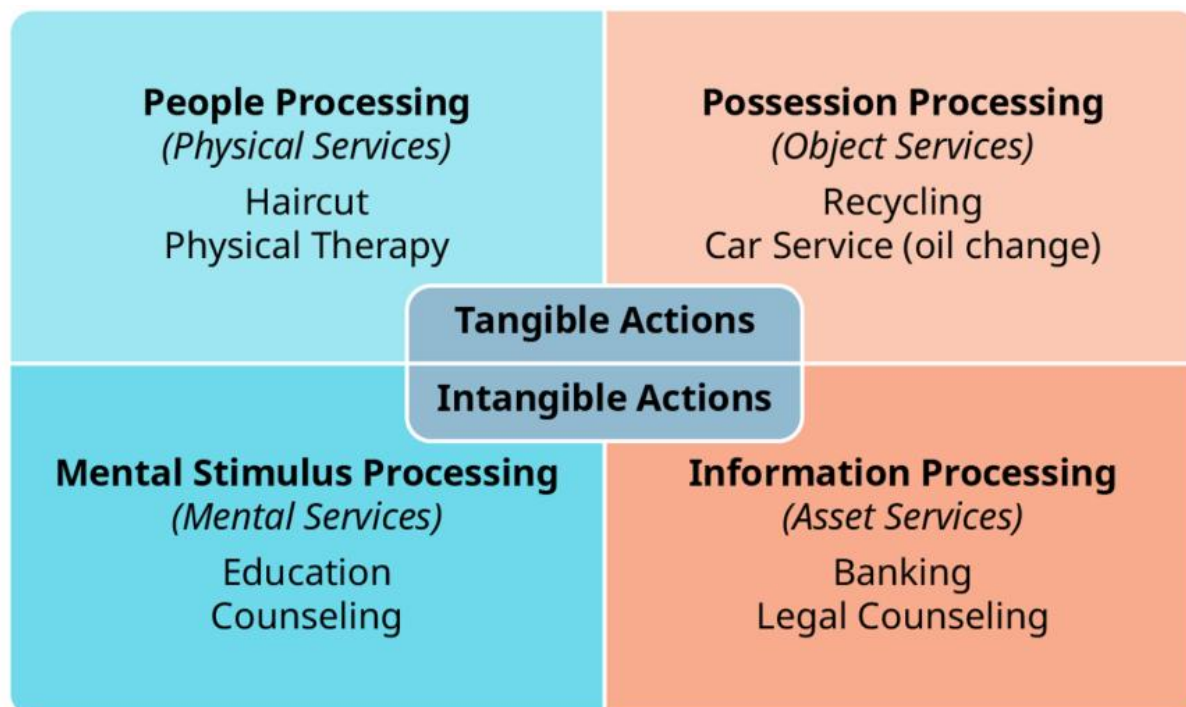 People Processing
(Physical Services)
Haircut
Physical Therapy
Possession Processing
(Object Services)
Recycling
Car Service (oil change)
Tangible Actions
Intangible Actions
Mental Stimulus Processing
(Mental Services)
Education
Counseling
Information Processing
(Asset Services)
Banking
Legal Counseling